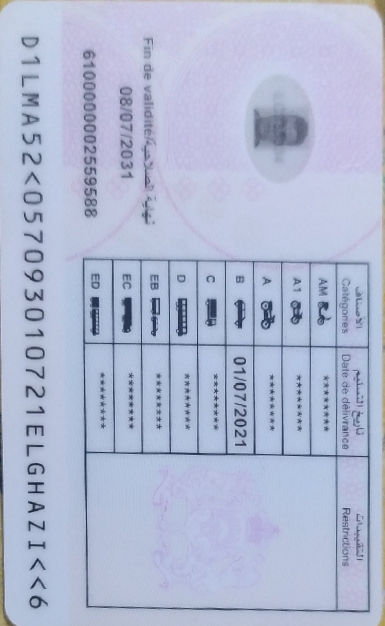 Fin de validité/نهاية الصلاحية
08/07/2031
6100000002559588
الأصناف
Catégories
تاريخ التسليم
Date de délivrance
التقييدات
Restrictions
AM ********
A1 ********
A ********
B 01/07/2021
C ********
D ********
EB ********
EC ********
ED ********
D1LMA52<057093010721ELGHAZI<<6